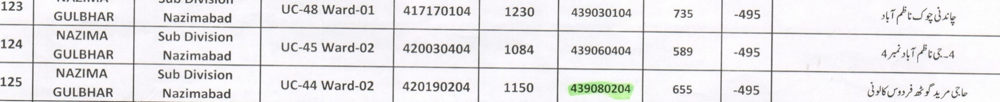 123 NAZIMA GULBHAR Sub Division Nazimabad UC-48 Ward-01 417170104 1230 439030104 735 -495 چاندنی چوک ناظم آباد
124 NAZIMA GULBHAR Sub Division Nazimabad UC-45 Ward-02 420030404 1084 439060404 589 -495 4۔جی ناظم آباد نمبر 4
125 NAZIMA GULBHAR Sub Division Nazimabad UC-44 Ward-02 420190204 1150 439080204 655 -495 حاجی مرید گوٹھ فردوس کالونی